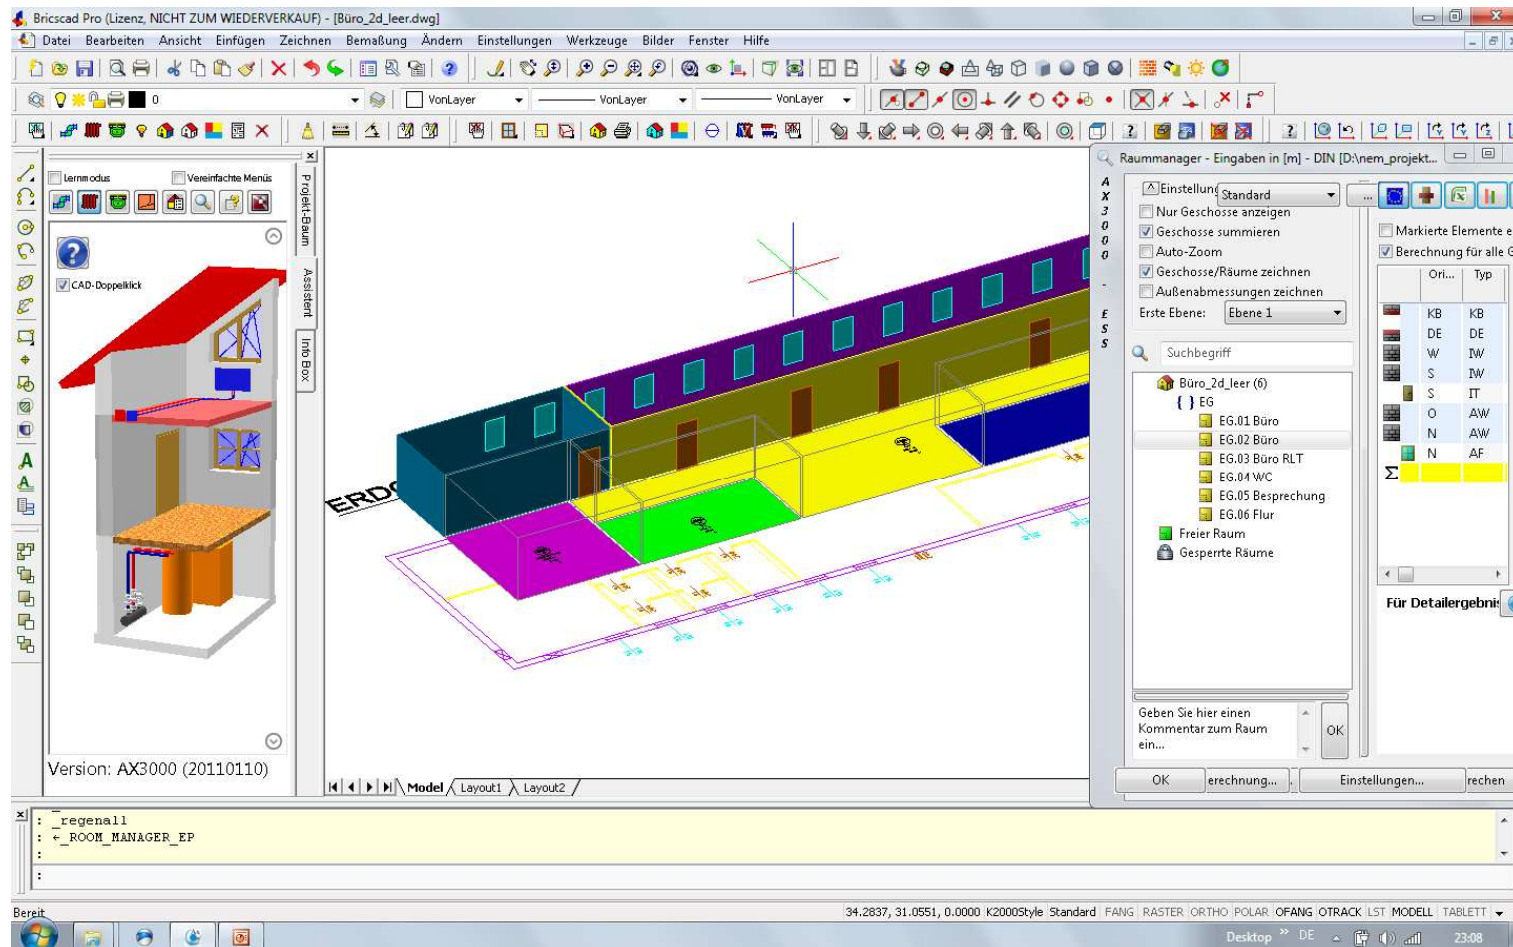 Bricscad Pro (Lizenz, NICHT ZUM WIEDERVERKAUF) - [Büro_2d_leer.dwg]
Datei Bearbeiten Ansicht Einfügen Zeichnen Bemaßung Ändern Einstellungen Werkzeuge Bilder Fenster Hilfe
0
VonLayer
VonLayer
VonLayer
Lernmodus
Vereinfachte Menüs
CAD-Doppelklick
Version: AX3000 (20110110)
Projekt-Baum
Assistent
Info Box
ERD
Model
Layout1
Layout2
Raummanager - Eingaben in [m] - DIN [D:\nem_projekt...
AX3000 - ESS
Einstellung
Standard
...
Nur Geschosse anzeigen
Geschosse summieren
Auto-Zoom
Geschosse/Räume zeichnen
Außenabmessungen zeichnen
Erste Ebene:
Ebene 1
Suchbegriff
Büro_2d_leer (6)
{ } EG
EG.01 Büro
EG.02 Büro
EG.03 Büro RLT
EG.04 WC
EG.05 Besprechung
EG.06 Flur
Freier Raum
Gesperrte Räume
Geben Sie hier einen
Kommentar zum Raum
ein...
OK
Markierte Elemente e
Berechnung für alle G
Ori... Typ
KB KB
DE DE
W IW
S IW
S IT
O AW
N AW
N AF
Σ
Für Detailergebni
OK
erechnung...
Einstellungen...
rechen
: _regenall
: ←_ROOM_MANAGER_EP
:
:
Bereit
34.2837, 31.0551, 0.0000 K2000Style Standard FANG RASTER ORTHO POLAR OFANG OTRACK LST MODELL TABLETT
Desktop » DE 23:08